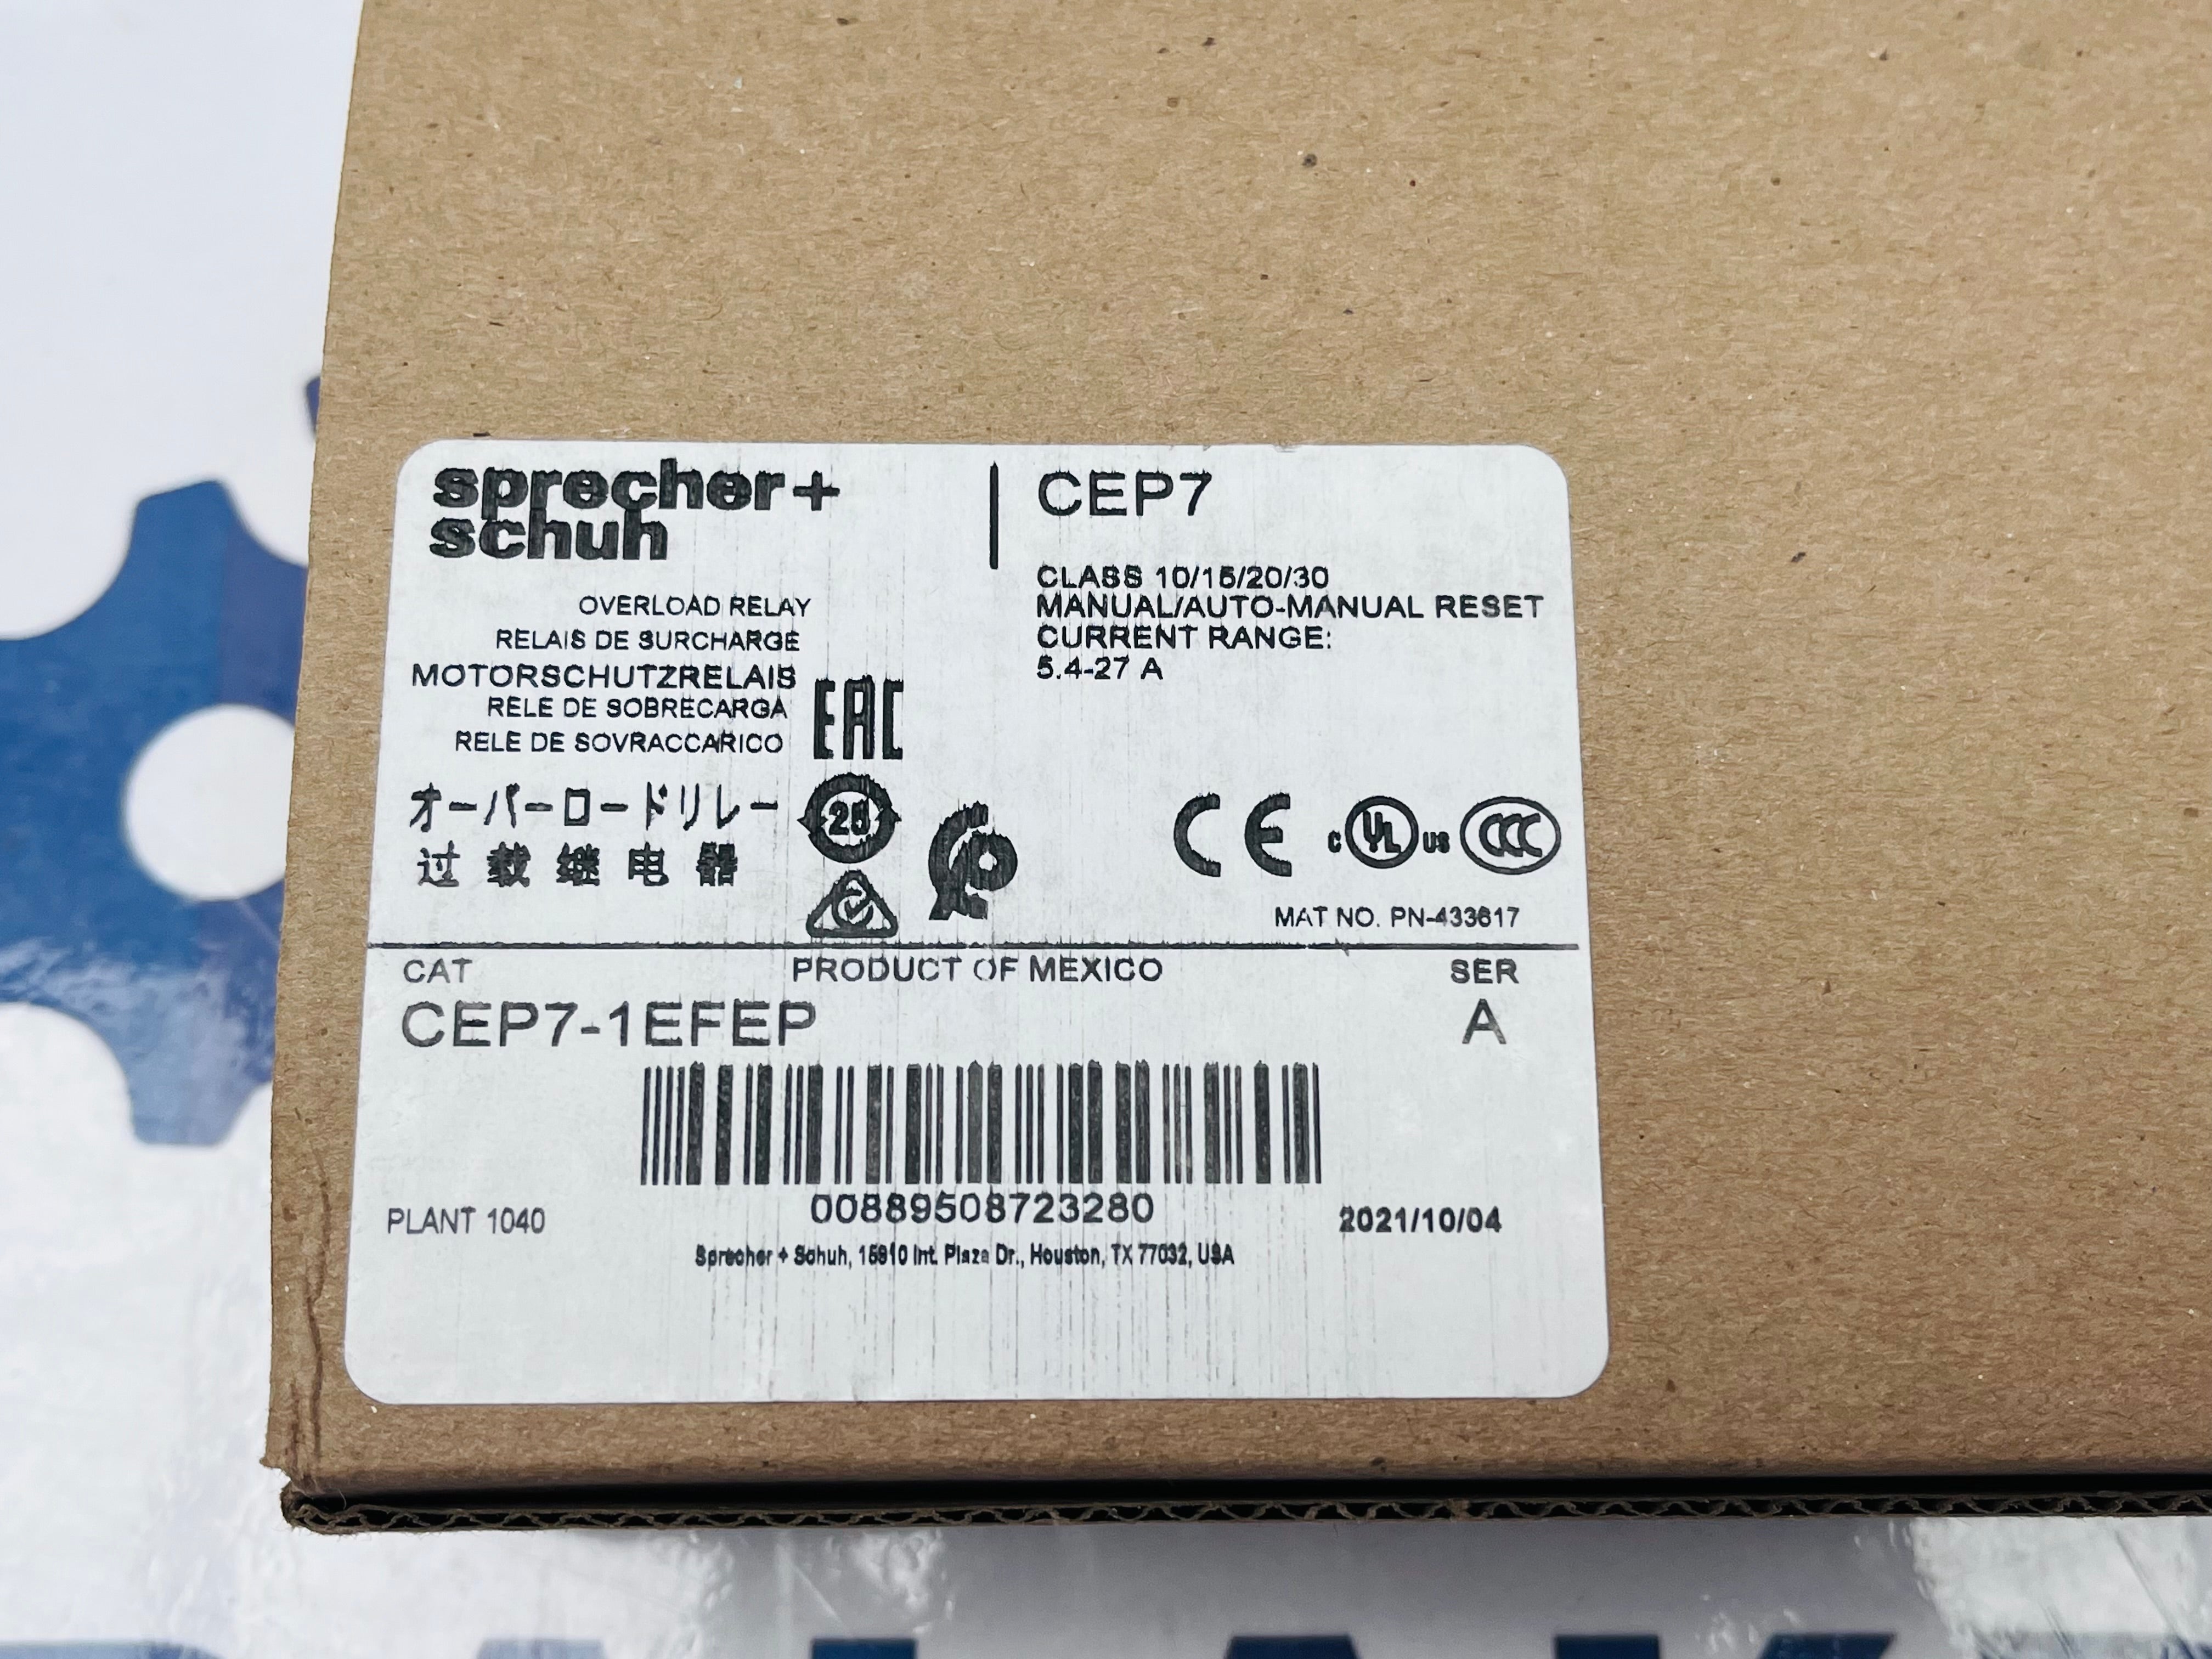 sprecher+
schuh
CEP7
CLASS 10/15/20/30
MANUAL/AUTO-MANUAL RESET
CURRENT RANGE:
5.4-27 A
OVERLOAD RELAY
RELAIS DE SURCHARGE
MOTORSCHUTZRELAIS
RELE DE SOBRECARGA
RELE DE SOVRACCARICO
オーバーロードリレー
过载继电器
EAC
25
CE
c UL us
CCC
MAT NO. PN-433617
CAT
PRODUCT OF MEXICO
SER
CEP7-1EFEP
A
00889508723280
PLANT 1040
2021/10/04
Sprecher + Schuh, 15910 Int. Plaza Dr., Houston, TX 77032, USA